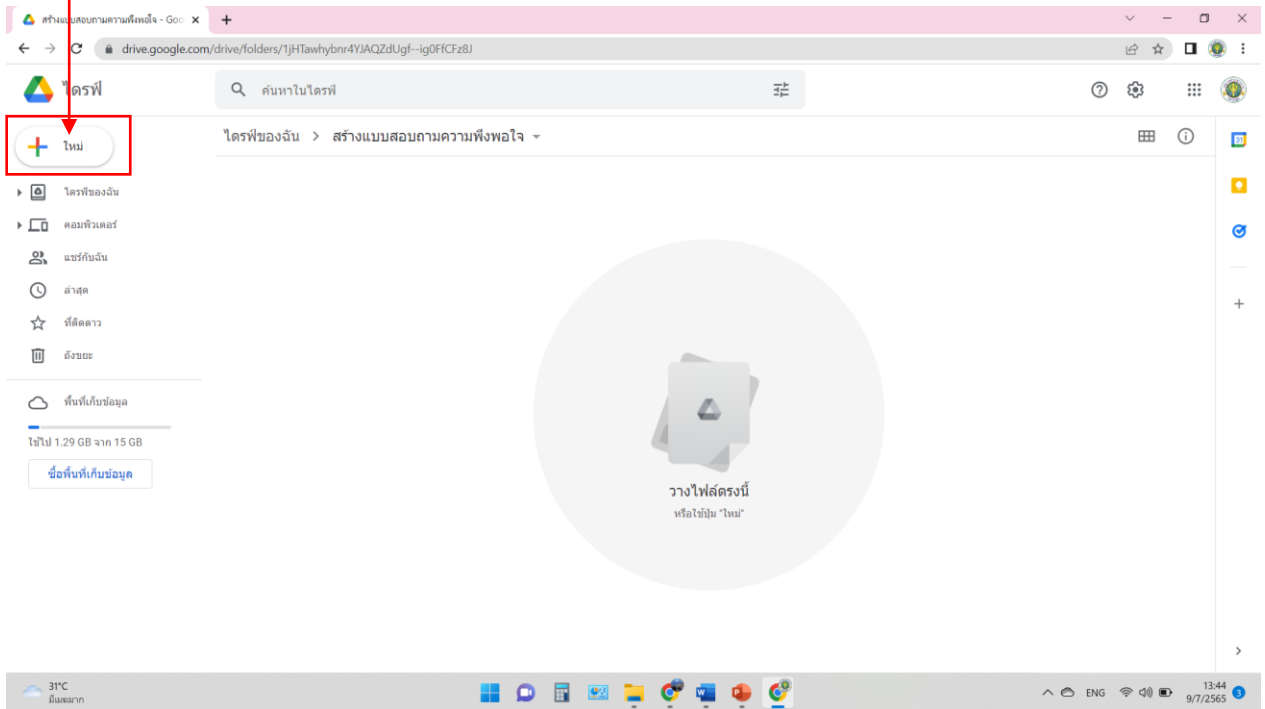 สร้างแบบสอบถามความพึงพอใจ - Goo
drive.google.com/drive/folders/1jHTawhybnr4YJAQZdUgf--ig0FfCFz8J
ไดรฟ์
ค้นหาในไดรฟ์
ใหม่
ไดรฟ์ของฉัน > สร้างแบบสอบถามความพึงพอใจ
ไดรฟ์ของฉัน
คอมพิวเตอร์
แชร์กับฉัน
ล่าสุด
ที่ติดดาว
ถังขยะ
พื้นที่เก็บข้อมูล
ใช้ไป 1.29 GB จาก 15 GB
ซื้อพื้นที่เก็บข้อมูล
วางไฟล์ตรงนี้
หรือใช้ปุ่ม "ใหม่"
31
31°C
มีเมฆมาก
ENG
13:44
9/7/2565
3